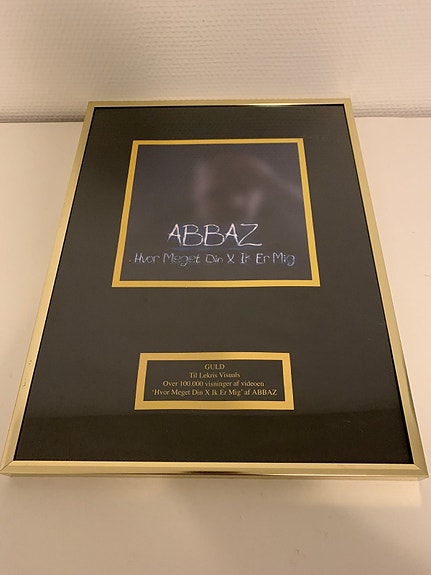 ABBAZ
Hvor Meget Din X Ik Er Mig
GULD
Til Lekris Visuals
Over 100.000 visninger af videoen
'Hvor Meget Din X Ik Er Mig' af ABBAZ